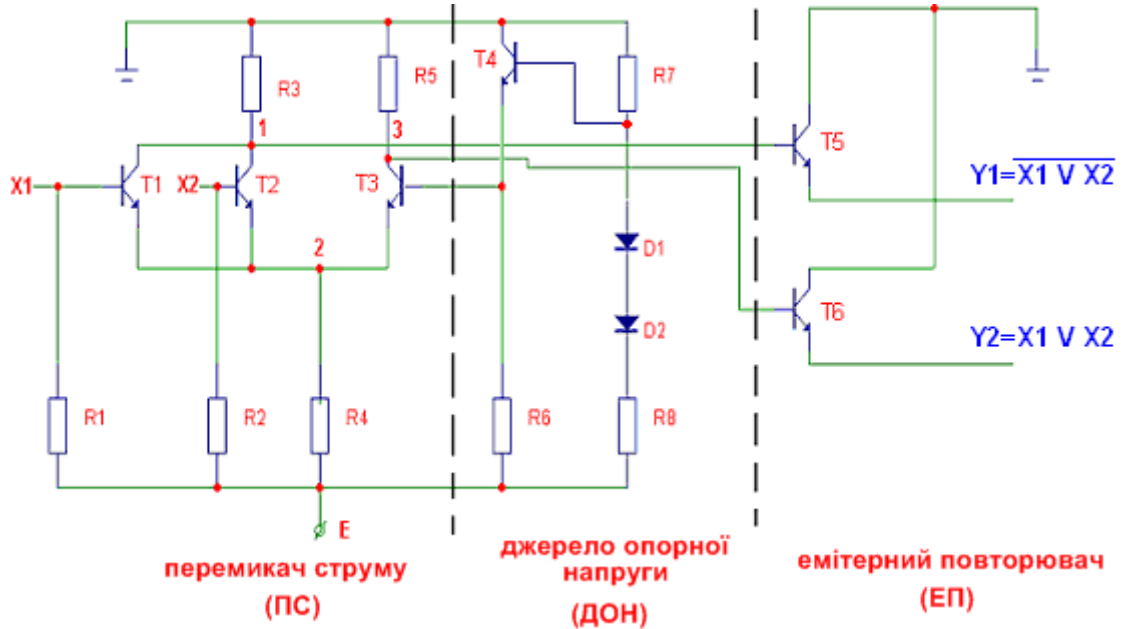 T4
R3
R5
R7
1
3
T5
X1
T1
X2
T2
T3
Y1=X1 V X2
2
D1
T6
D2
Y2=X1 V X2
R1
R2
R4
R6
R8
E
перемикач струму
(ПС)
джерело опорної
напруги
(ДОН)
емітерний повторювач
(ЕП)